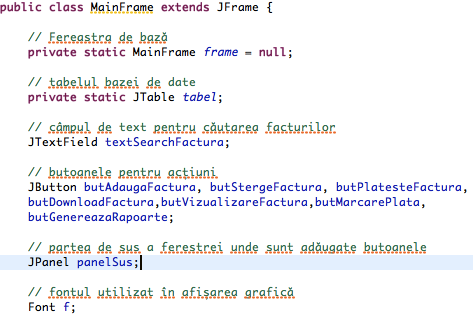 public class MainFrame extends JFrame {
// Fereastra de bază
private static MainFrame frame = null;
// tabelul bazei de date
private static JTable tabel;
// câmpul de text pentru căutarea facturilor
JTextField textSearchFactura;
// butoanele pentru acțiuni
JButton butAdaugaFactura, butStergeFactura, butPlatesteFactura,
butDownloadFactura,butVizualizareFactura,butMarcarePlata,
butGenereazaRapoarte;
// partea de sus a ferestrei unde sunt adăugate butoanele
JPanel panelSus;
// fontul utilizat în afișarea grafică
Font f;